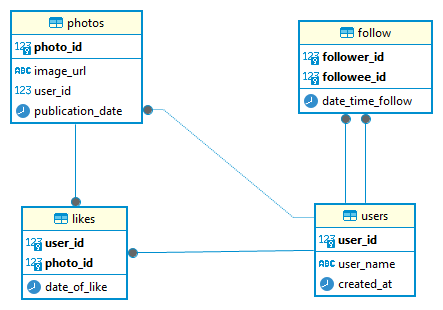 photos
123 photo_id
ABC image_url
123 user_id
publication_date
follow
123 follower_id
123 followee_id
date_time_follow
likes
123 user_id
123 photo_id
date_of_like
users
123 user_id
ABC user_name
created_at